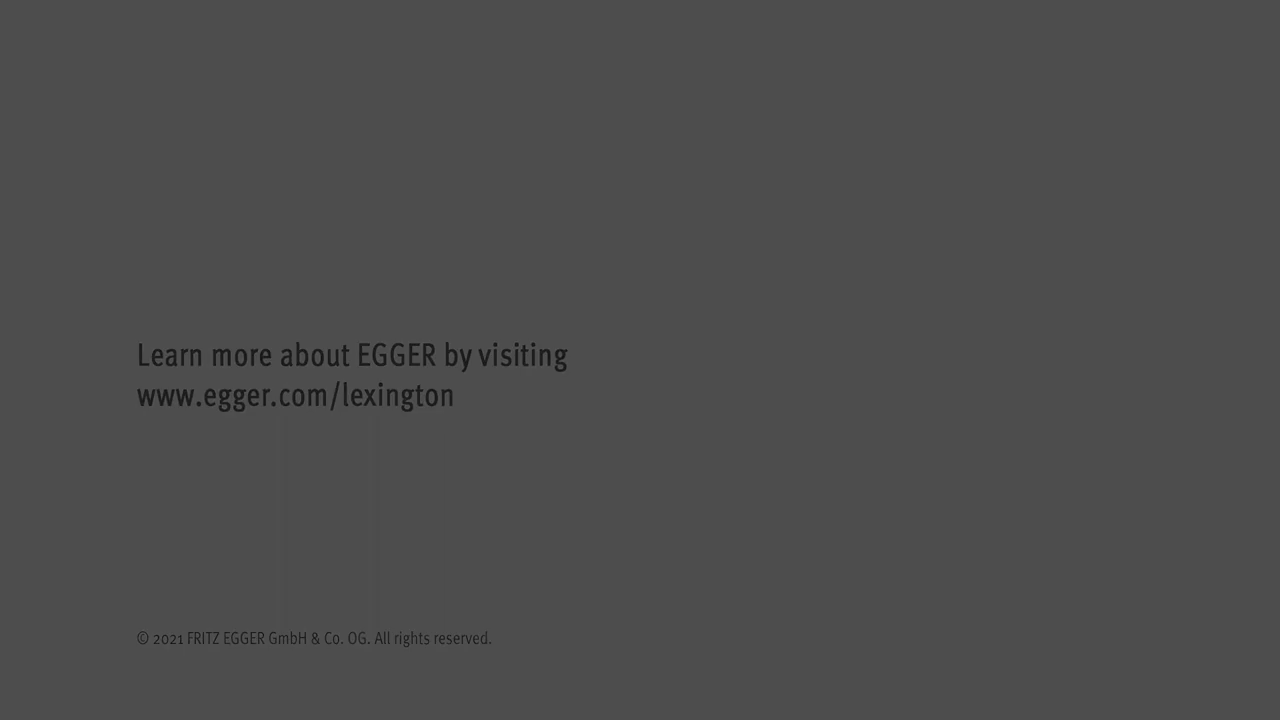 Learn more about EGGER by visiting
www.egger.com/lexington
© 2021 FRITZ EGGER GmbH & Co. OG. All rights reserved.